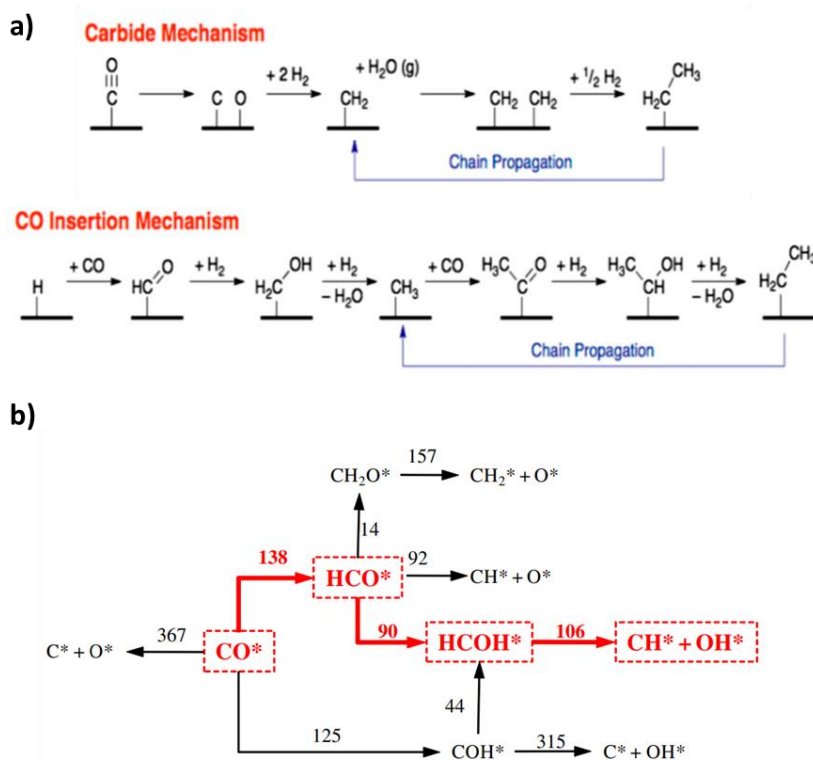 a)
Carbide Mechanism
O
C
C O
+ 2 H₂
CH₂
+ H₂O (g)
CH₂ CH₂
+ ½ H₂
CH₃
H₂C
Chain Propagation
CO Insertion Mechanism
H
+ CO
HC O
+ H₂
OH
H₂C
+ H₂
– H₂O
CH₃
+ CO
H₃C O
C
+ H₂
H₃C OH
CH
+ H₂
– H₂O
CH₃
H₂C
Chain Propagation
b)
CH₂O* 157 CH₂* + O*
14
138 HCO* 92 CH* + O*
90 HCOH* 106 CH* + OH*
C* + O* 367 CO*
44
125 COH* 315 C* + OH*